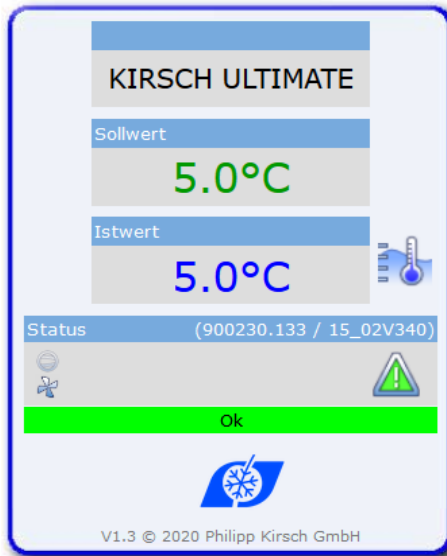 KIRSCH ULTIMATE
Sollwert
5.0°C
Istwert
5.0°C
Status (900230.133 / 15_02V340)
Ok
V1.3 © 2020 Philipp Kirsch GmbH